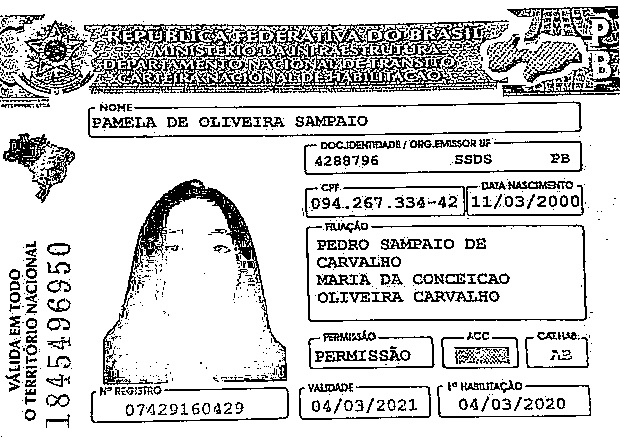 REPÚBLICA FEDERATIVA DO BRASIL
MINISTÉRIO DA INFRAESTRUTURA
DEPARTAMENTO NACIONAL DE TRÂNSITO
CARTEIRA NACIONAL DE HABILITAÇÃO
PB
NOME
PAMELA DE OLIVEIRA SAMPAIO
DOC.IDENTIDADE / ORG.EMISSOR UF
4288796 SSDS PB
CPF
094.267.334-42
DATA NASCIMENTO
11/03/2000
FILIAÇÃO
PEDRO SAMPAIO DE
CARVALHO
MARIA DA CONCEICAO
OLIVEIRA CARVALHO
PERMISSÃO
PERMISSÃO
ACC
CAT.HAB.
AB
Nº REGISTRO
07429160429
VALIDADE
04/03/2021
1ª HABILITAÇÃO
04/03/2020
VÁLIDA EM TODO
O TERRITÓRIO NACIONAL
1845496950